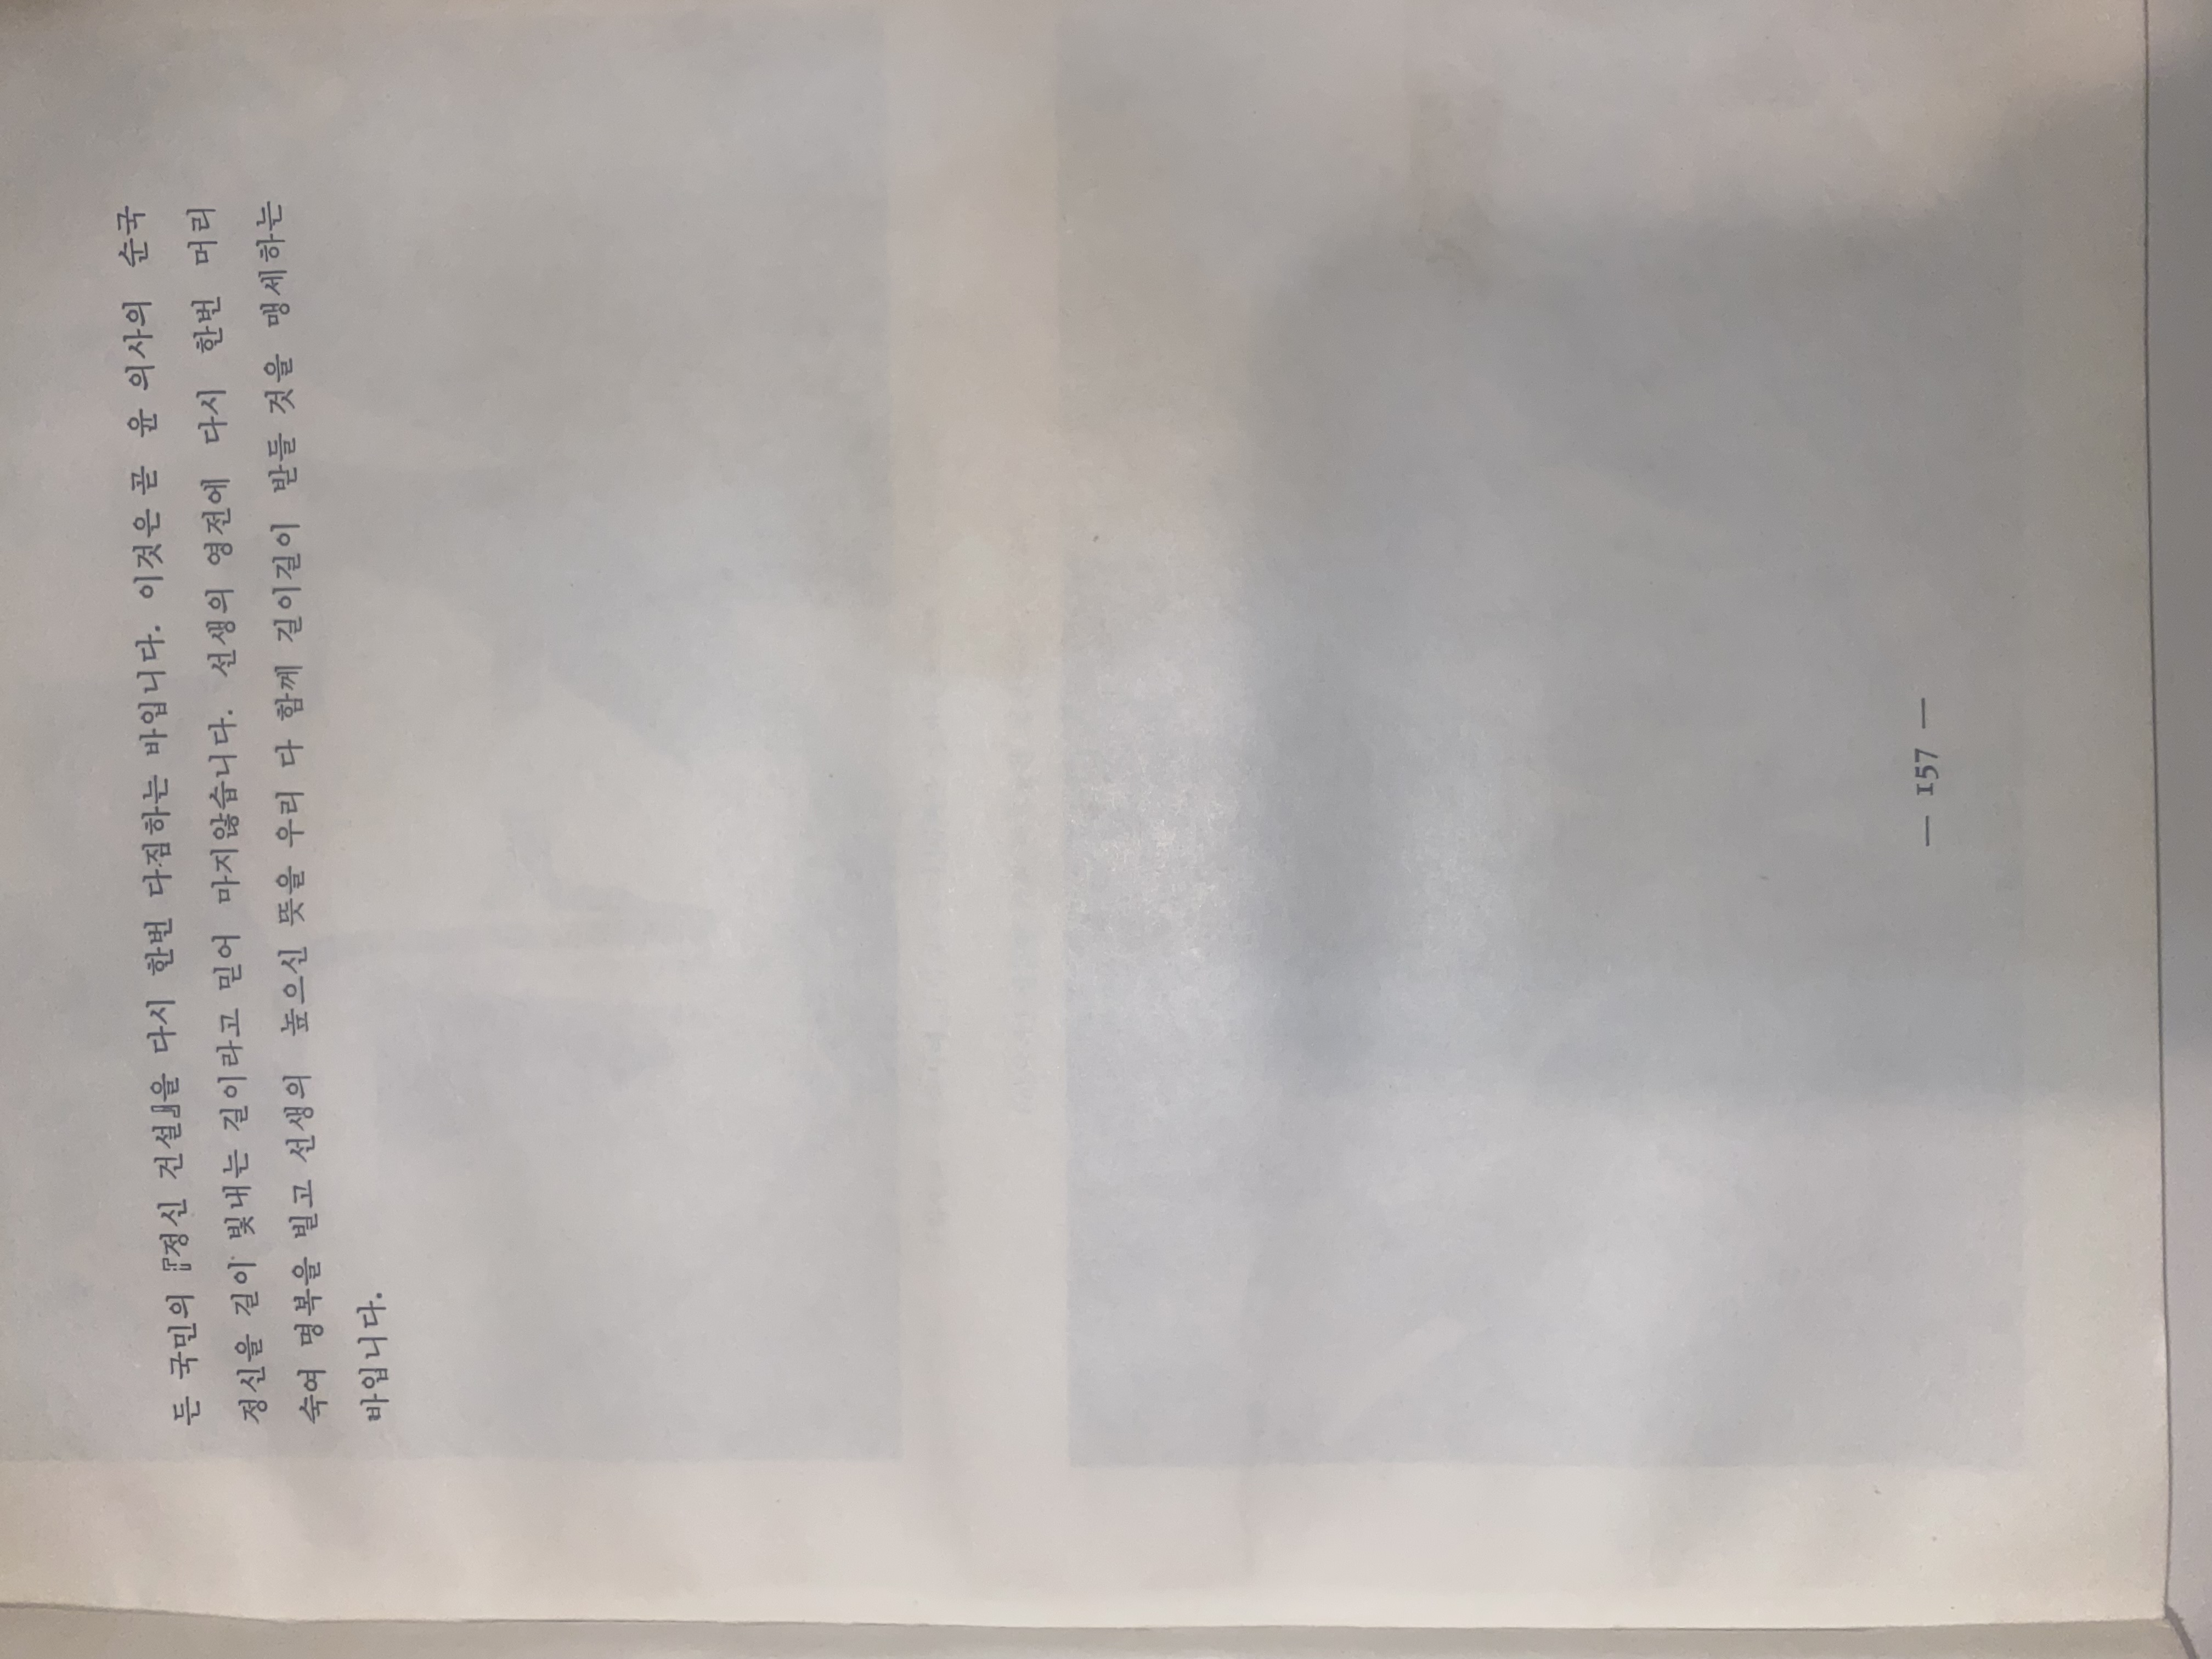 든 국민의 『정신 건설』을 다시 한번 다짐하는 바입니다. 이것은 곧 윤 의사의 순국
정신을 길이 빛내는 길이라고 믿어 마지않습니다. 선생의 영전에 다시 한번 머리
숙여 명복을 빌고 선생의 높으신 뜻을 우리 다 함께 길이길이 받들 것을 맹세하는
바입니다.
— 157 —